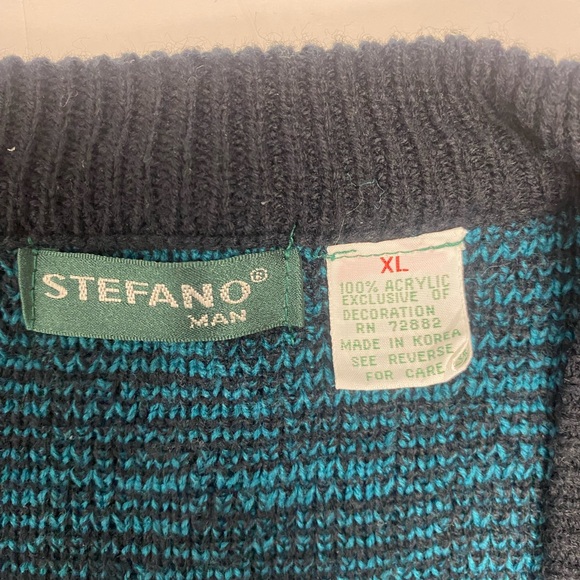 STEFANO®
MAN
XL
100% ACRYLIC
EXCLUSIVE OF
DECORATION
RN 72882
MADE IN KOREA
SEE REVERSE
FOR CARE